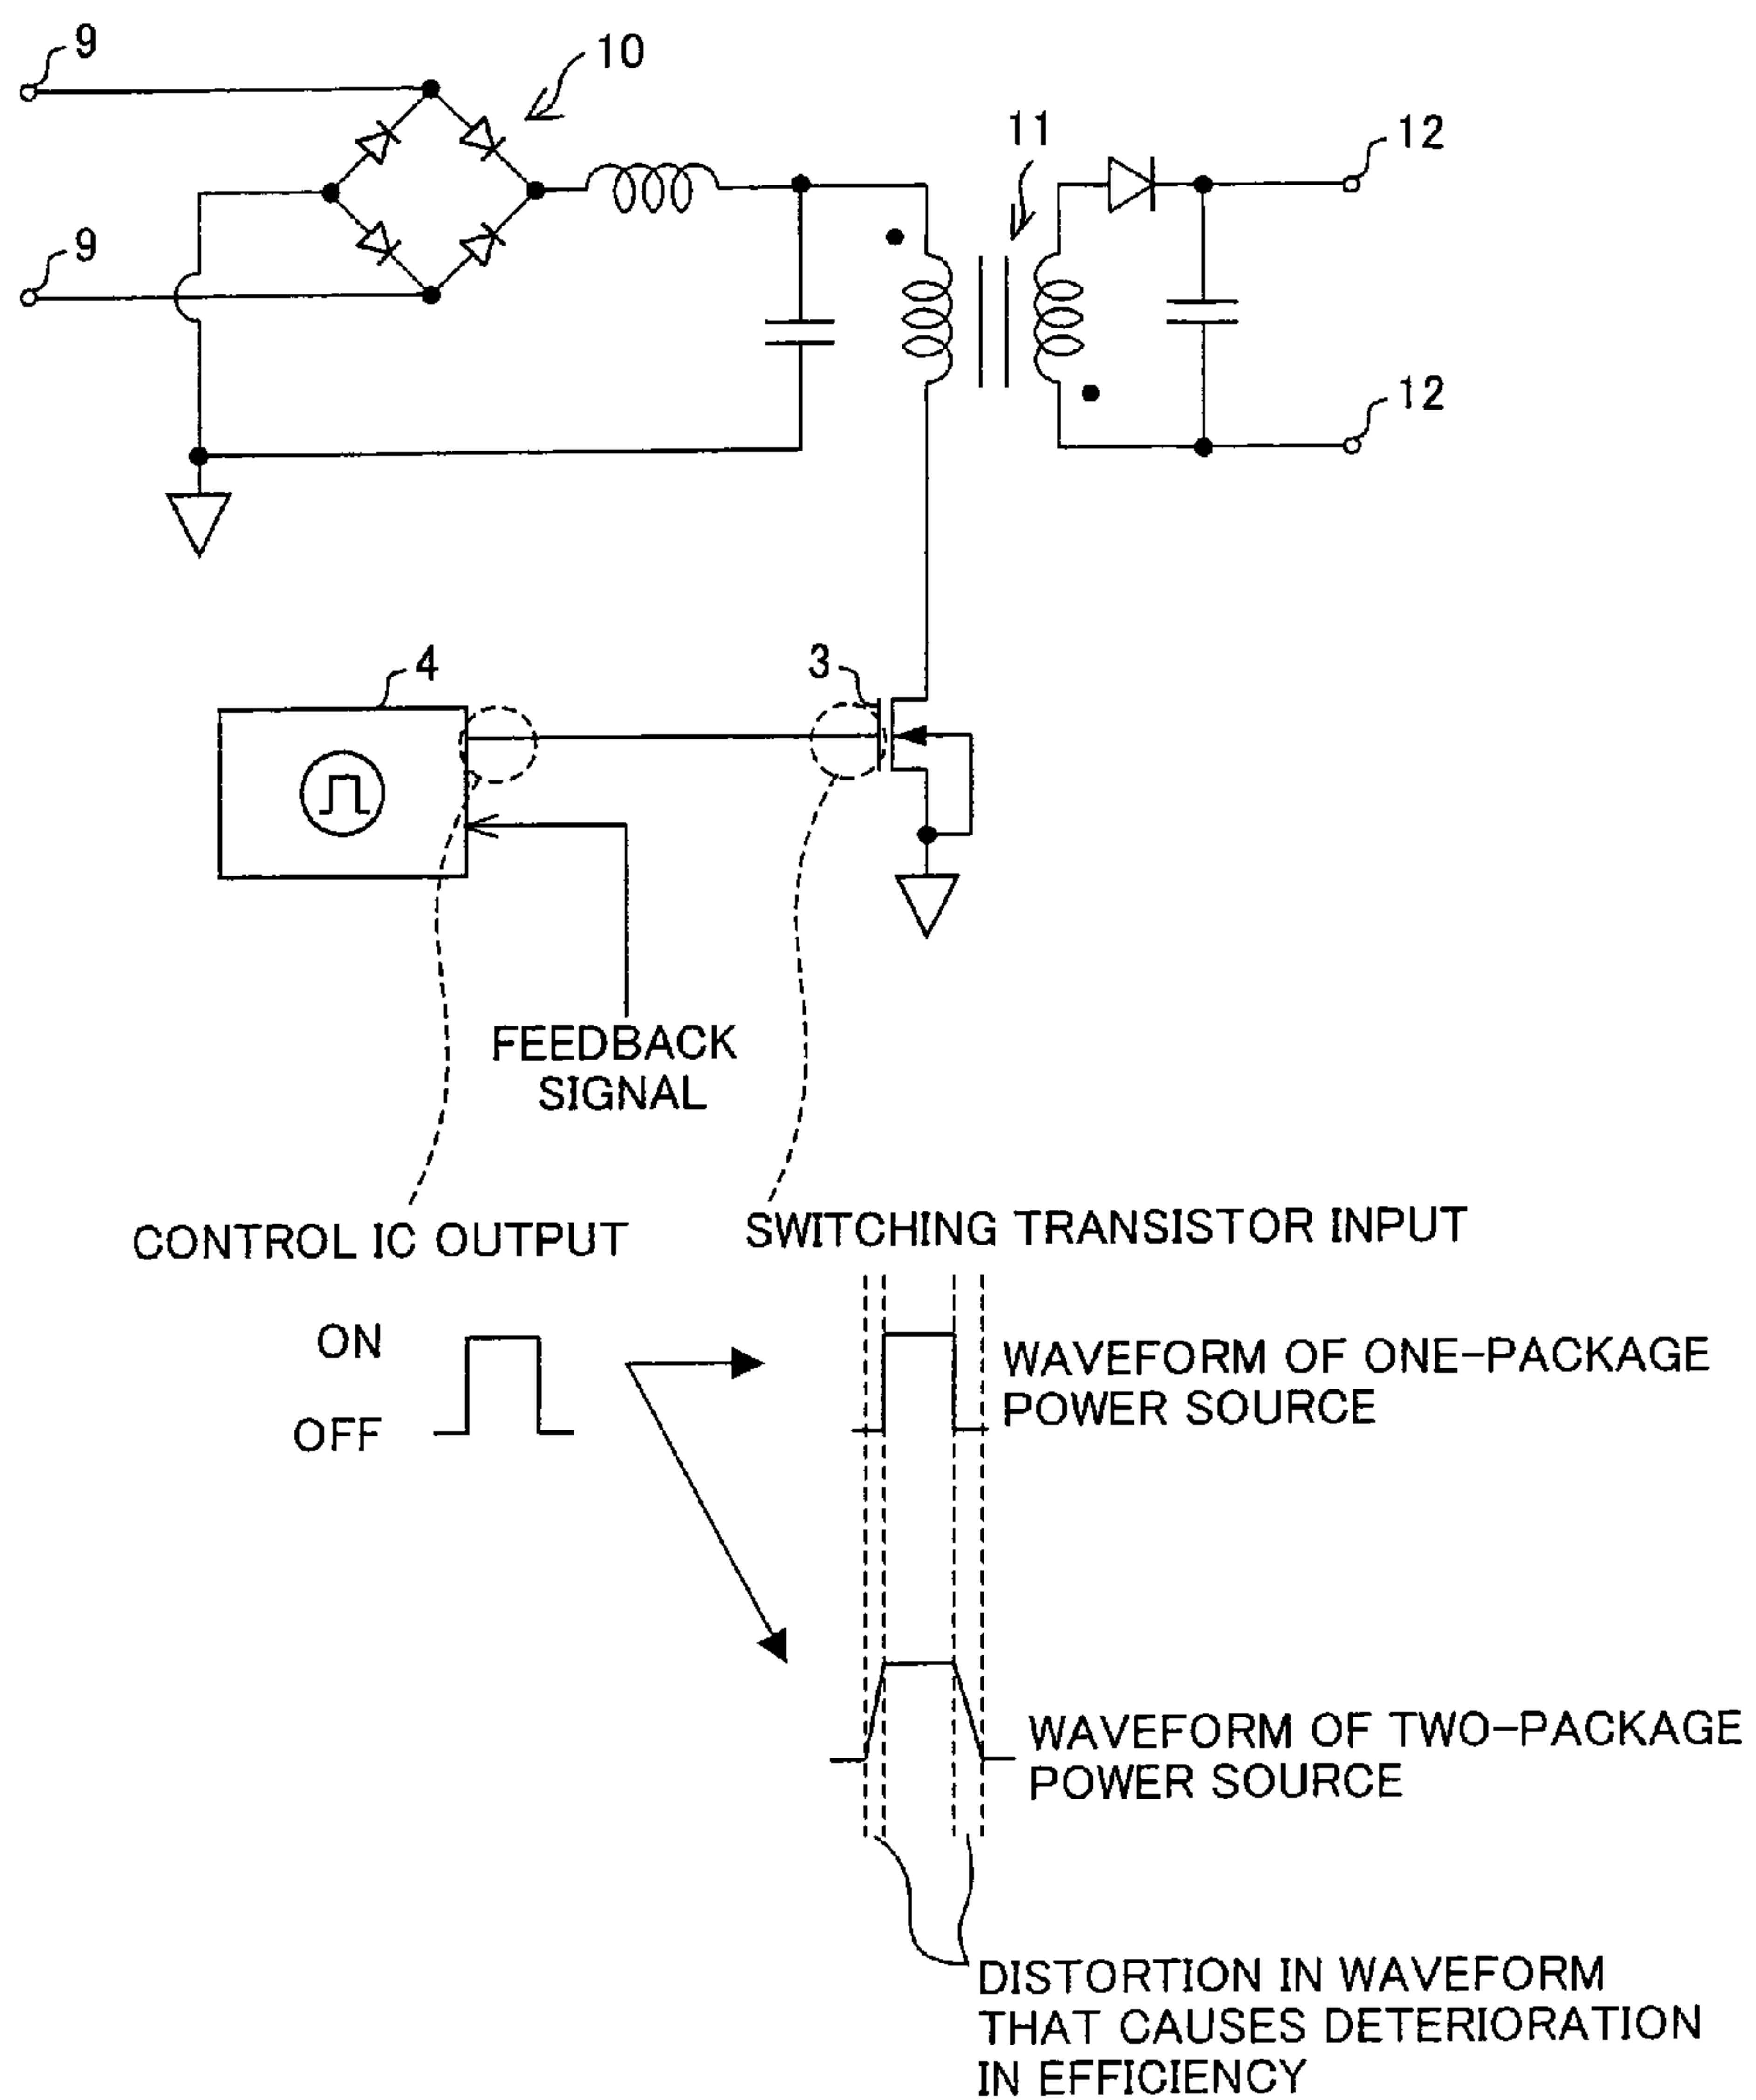 9
10
11
12
9
12
4
3
FEEDBACK
SIGNAL
CONTROL IC OUTPUT
SWITCHING TRANSISTOR INPUT
ON
OFF
WAVEFORM OF ONE-PACKAGE
POWER SOURCE
WAVEFORM OF TWO-PACKAGE
POWER SOURCE
DISTORTION IN WAVEFORM
THAT CAUSES DETERIORATION
IN EFFICIENCY